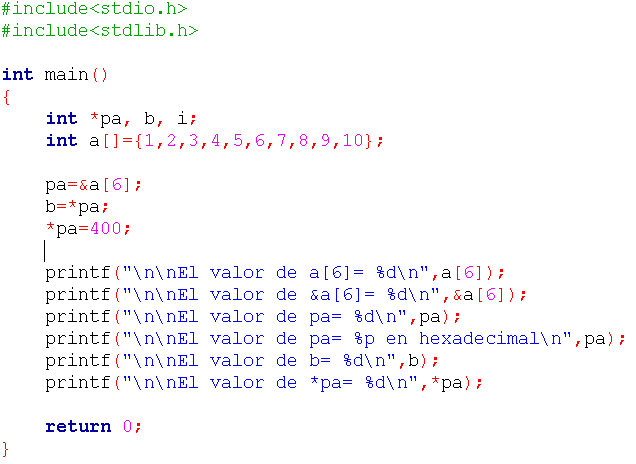 #include<stdio.h>
#include<stdlib.h>
int main()
{
int *pa, b, i;
int a[]={1,2,3,4,5,6,7,8,9,10};
pa=&a[6];
b=*pa;
*pa=400;
printf("\n\nEl valor de a[6]= %d\n",a[6]);
printf("\n\nEl valor de &a[6]= %d\n",&a[6]);
printf("\n\nEl valor de pa= %d\n",pa);
printf("\n\nEl valor de pa= %p en hexadecimal\n",pa);
printf("\n\nEl valor de b= %d\n",b);
printf("\n\nEl valor de *pa= %d\n",*pa);
return 0;
}